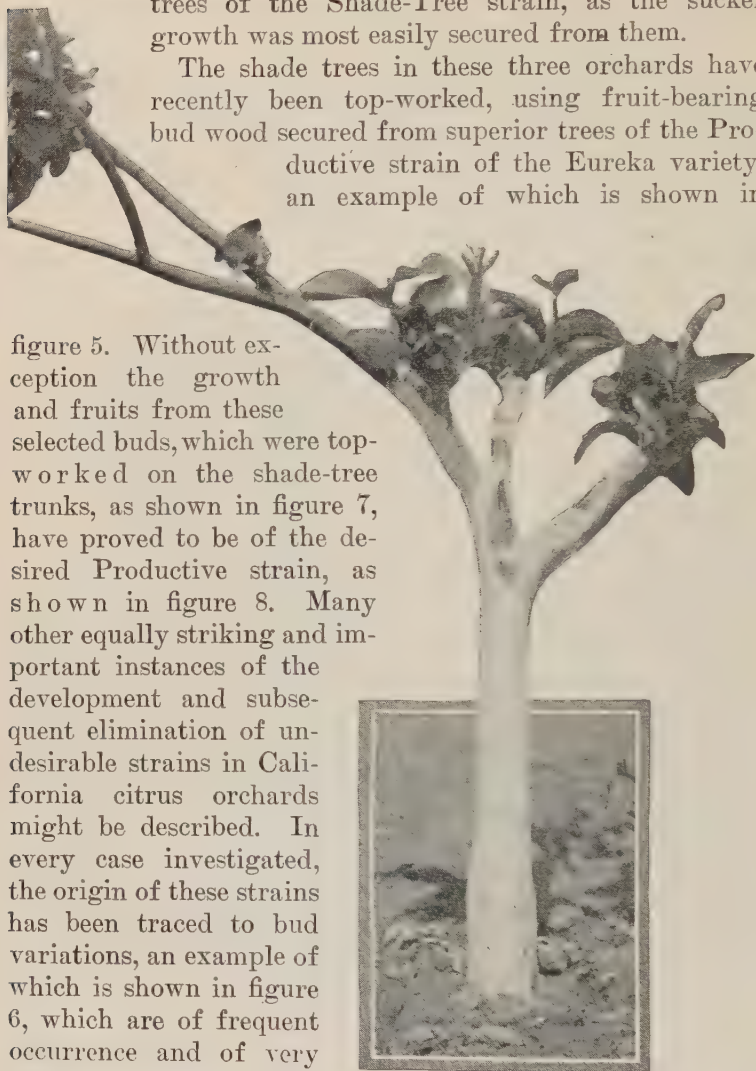 trees of the Shade-Tree strain, as the sucker
growth was most easily secured from them.
The shade trees in these three orchards have
recently been top-worked, using fruit-bearing
bud wood secured from superior trees of the Pro-
ductive strain of the Eureka variety,
an example of which is shown in
figure 5. Without ex-
ception the growth
and fruits from these
selected buds, which were top-
worked on the shade-tree
trunks, as shown in figure 7,
have proved to be of the de-
sired Productive strain, as
shown in figure 8. Many
other equally striking and im-
portant instances of the
development and subse-
quent elimination of un-
desirable strains in Cali-
fornia citrus orchards
might be described. In
every case investigated,
the origin of these strains
has been traced to bud
variations, an example of
which is shown in figure
6, which are of frequent
occurrence and of very